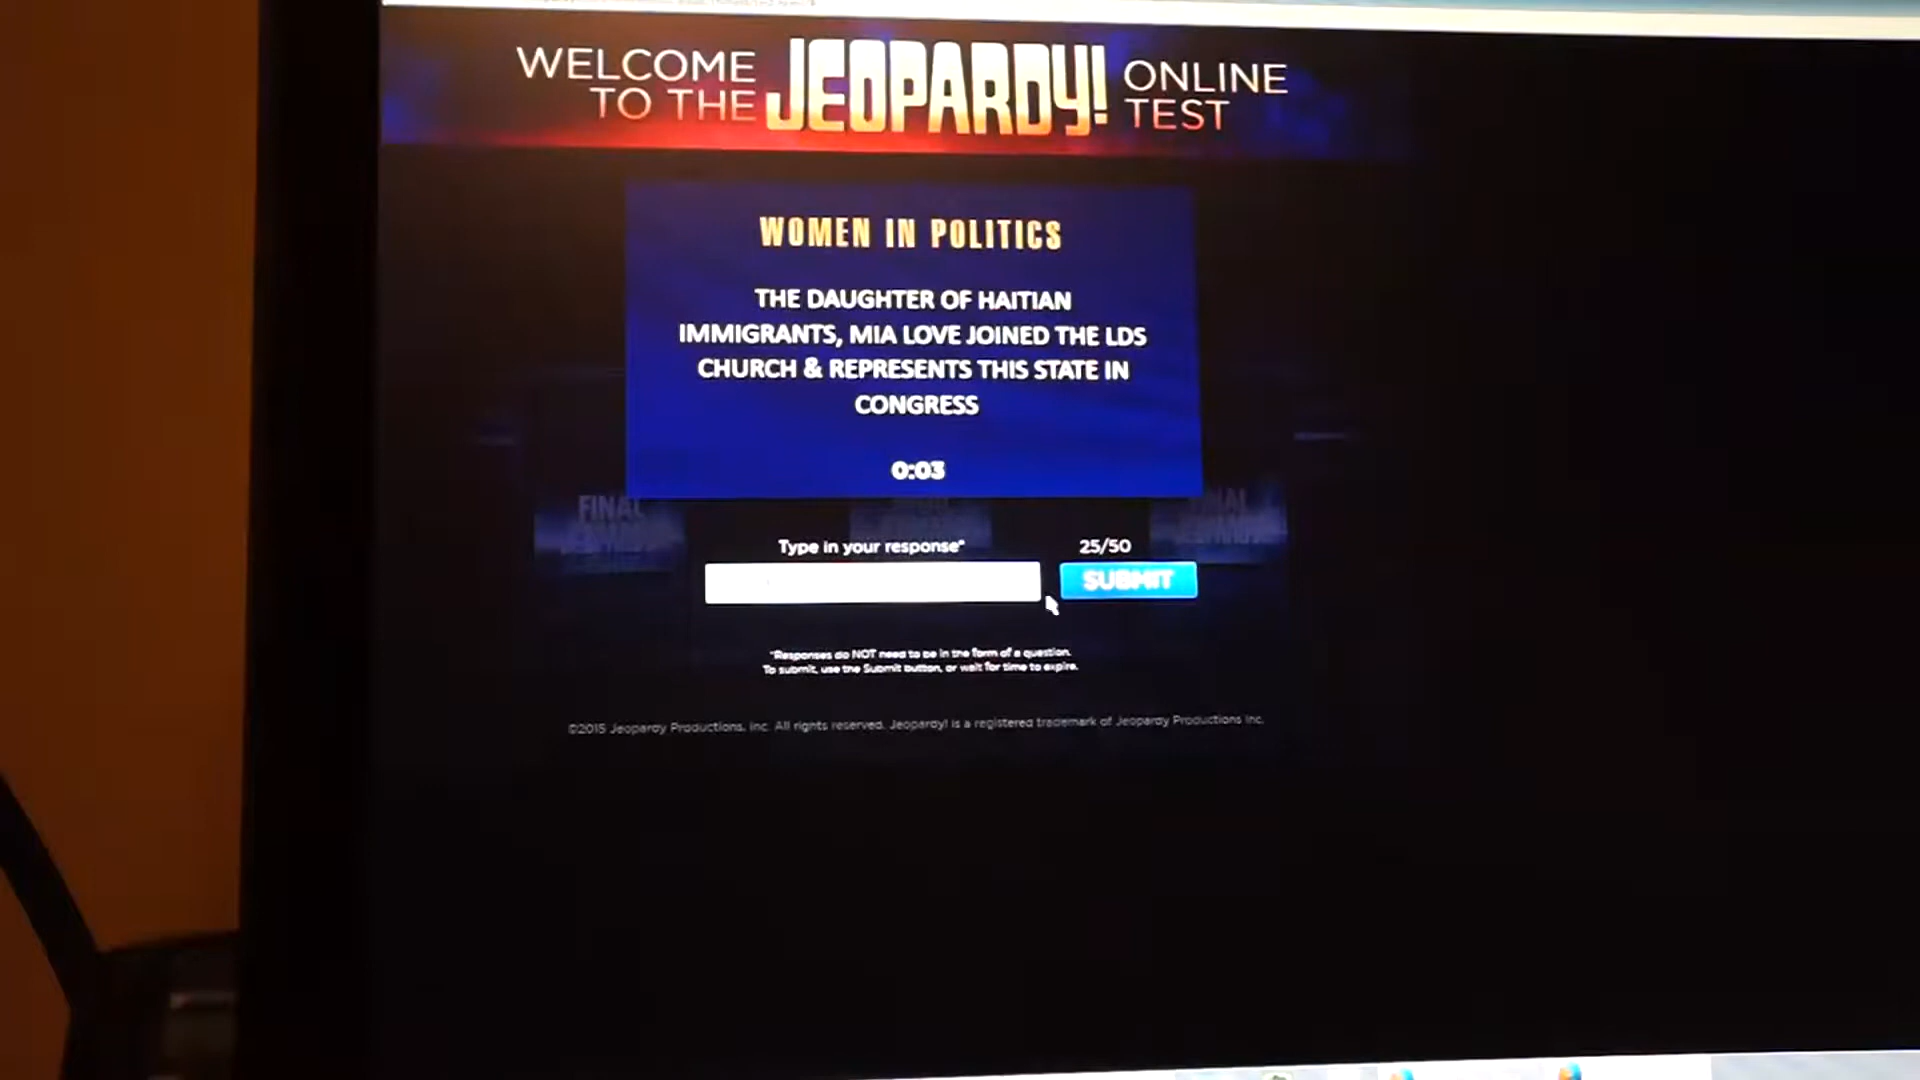 WELCOME TO THE JEOPARDY! ONLINE TEST
WOMEN IN POLITICS
THE DAUGHTER OF HAITIAN
IMMIGRANTS, MIA LOVE JOINED THE LDS
CHURCH & REPRESENTS THIS STATE IN
CONGRESS
0:03
FINAL
Type in your response*
25/50
SUBMIT
*Responses do NOT need to be in the form of a question.
To submit, use the Submit button, or wait for time to expire.
©2015 Jeopardy Productions, Inc. All rights reserved. Jeopardy! is a registered trademark of Jeopardy Productions Inc.